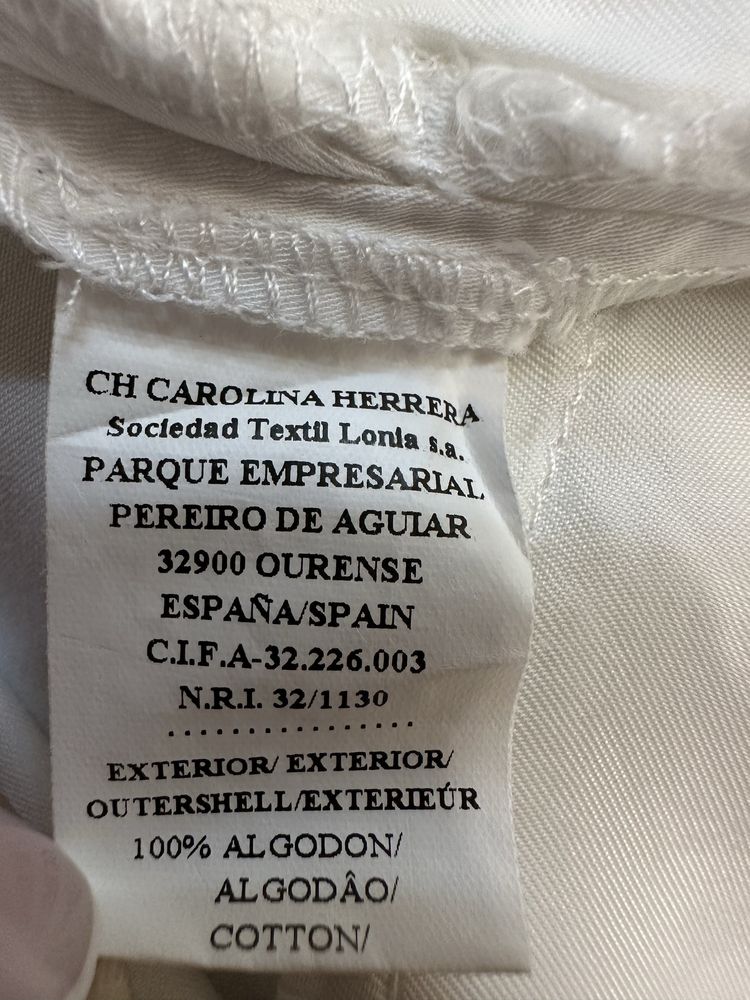 CH CAROLINA HERRERA
Sociedad Textil Lonia s.a.
PARQUE EMPRESARIAL
PEREIRO DE AGUIAR
32900 OURENSE
ESPAÑA/SPAIN
C.I.F.A-32.226.003
N.R.I. 32/1130
................
EXTERIOR/ EXTERIOR/
OUTERSHELL/EXTERIEÚR
100% ALGODON/
ALGODÂO/
COTTON/